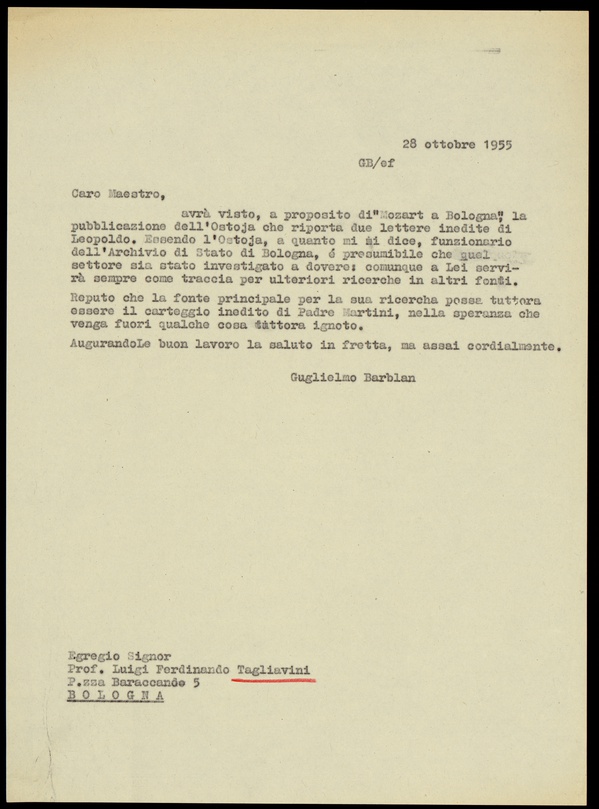 28 ottobre 1955
GB/ef
Caro Maestro,
avrà visto, a proposito di"Mozart a Bologna", la
pubblicazione dell'Ostoja che riporta due lettere inedite di
Leopoldo. Essendo l'Ostoja, a quanto mi si dice, funzionario
dell'Archivio di Stato di Bologna, é presumibile che quel
settore sia stato investigato a dovere: comunque a Lei servi-
rà sempre come traccia per ulteriori ricerche in altri fonti.
Reputo che la fonte principale per la sua ricercha possa tuttora
essere il carteggio inedito di Padre Martini, nella speranza che
venga fuori qualche cosa tuttora ignoto.
AugurandoLe buon lavoro la saluto in fretta, ma assai cordialmente.
Guglielmo Barblan
Egregio Signor
Prof. Luigi Ferdinando Tagliavini
P.zza Baraccano 5
B O L O G N A